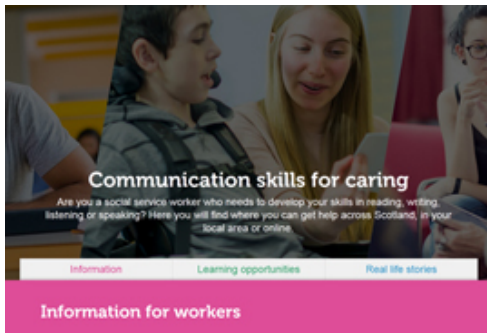 Communication skills for caring
Are you a social service worker who needs to develop your skills in reading, writing,
listening or speaking? Here you will find where you can get help across Scotland, in your
local area or online.
Information Learning opportunities Real life stories
Information for workers